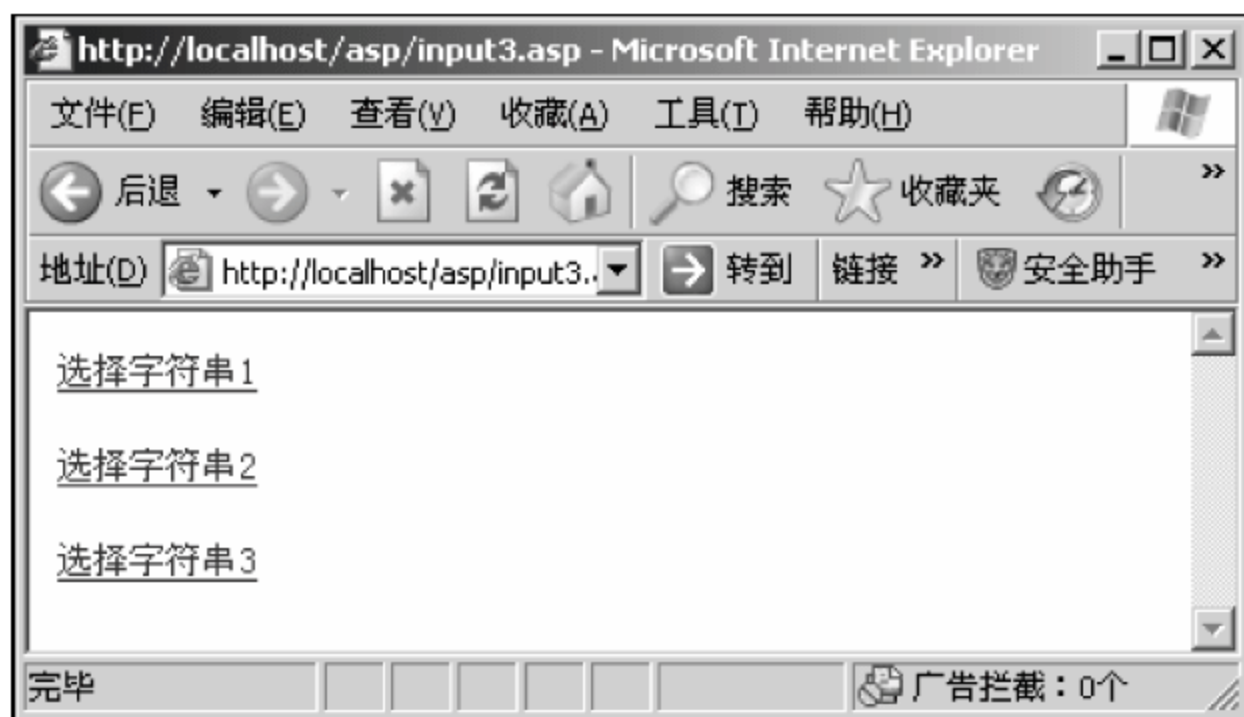 http://localhost/asp/input3.asp - Microsoft Internet Explorer
文件(F) 编辑(E) 查看(V) 收藏(A) 工具(T) 帮助(H)
后退 搜索 收藏夹 »
地址(D) http://localhost/asp/input3. 转到 链接 » 安全助手 »
选择字符串1
选择字符串2
选择字符串3
完毕 广告拦截：0个